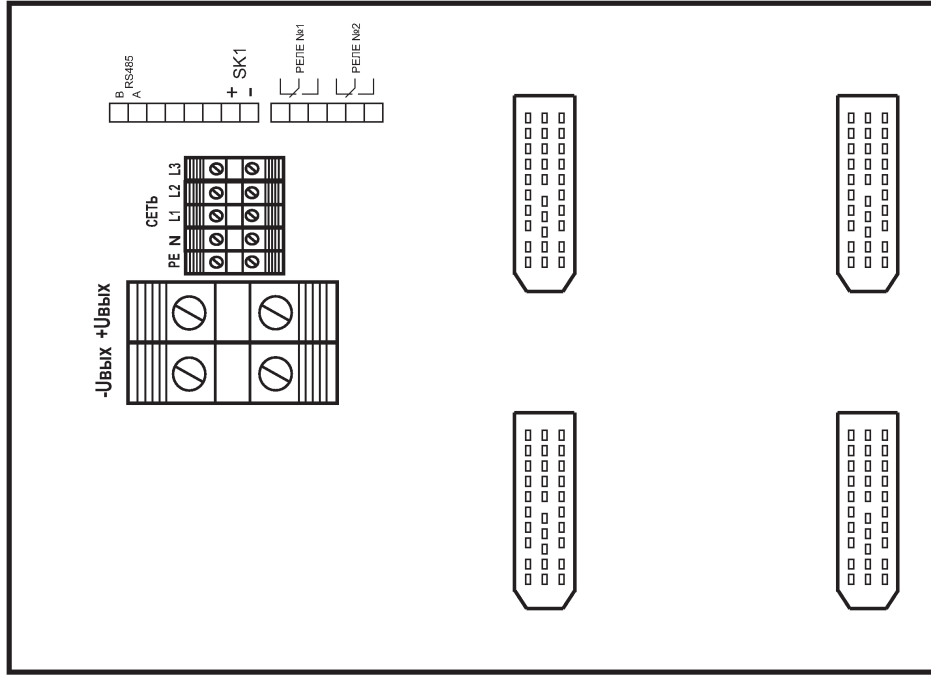 B
RS485
A
+
SK1
-
РЕЛЕ №1
РЕЛЕ №2
СЕТЬ
L3
L2
L1
N
PE
+Uвых
-Uвых